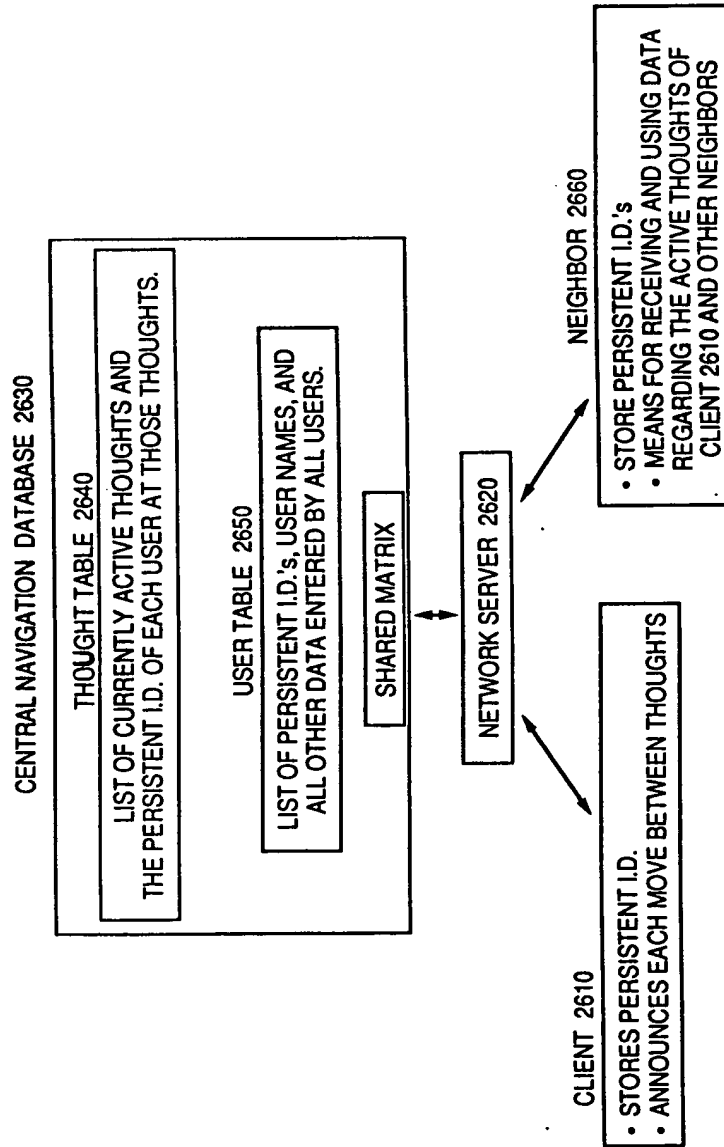 CENTRAL NAVIGATION DATABASE 2630
THOUGHT TABLE 2640
LIST OF CURRENTLY ACTIVE THOUGHTS AND
THE PERSISTENT I.D. OF EACH USER AT THOSE THOUGHTS.
USER TABLE 2650
LIST OF PERSISTENT I.D.'s, USER NAMES, AND
ALL OTHER DATA ENTERED BY ALL USERS.
SHARED MATRIX
NETWORK SERVER 2620
CLIENT 2610
• STORES PERSISTENT I.D.
• ANNOUNCES EACH MOVE BETWEEN THOUGHTS
NEIGHBOR 2660
• STORE PERSISTENT I.D.'s
• MEANS FOR RECEIVING AND USING DATA
REGARDING THE ACTIVE THOUGHTS OF
CLIENT 2610 AND OTHER NEIGHBORS